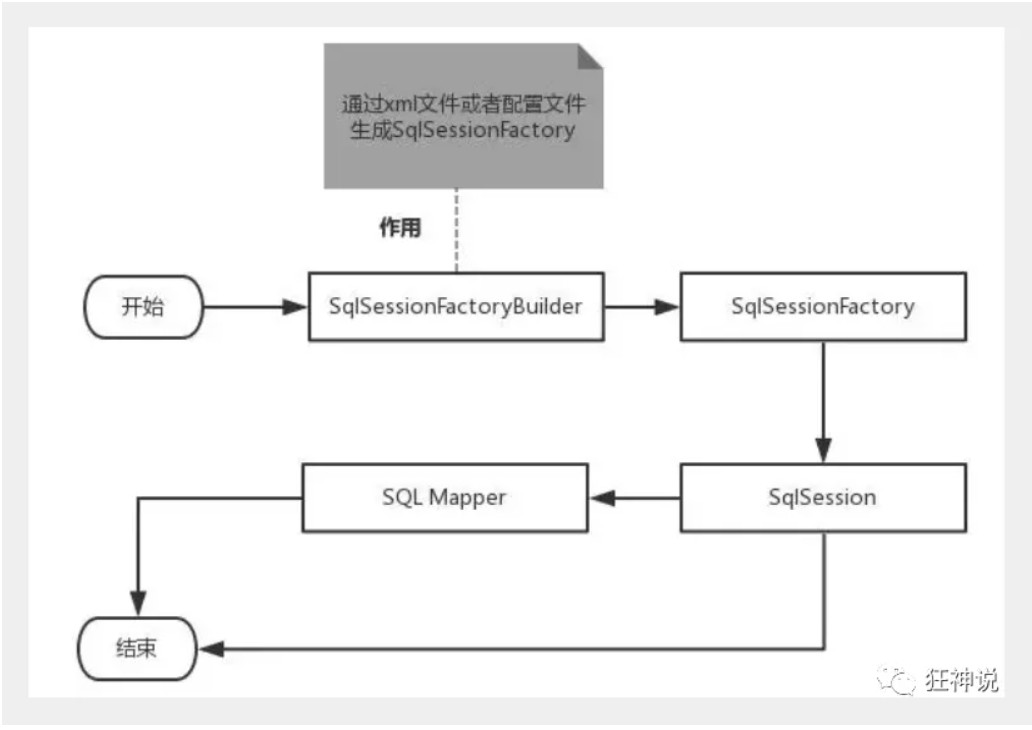 通过xml文件或者配置文件
生成SqlSessionFactory
作用
开始
SqlSessionFactoryBuilder
SqlSessionFactory
SQL Mapper
SqlSession
结束
狂神说